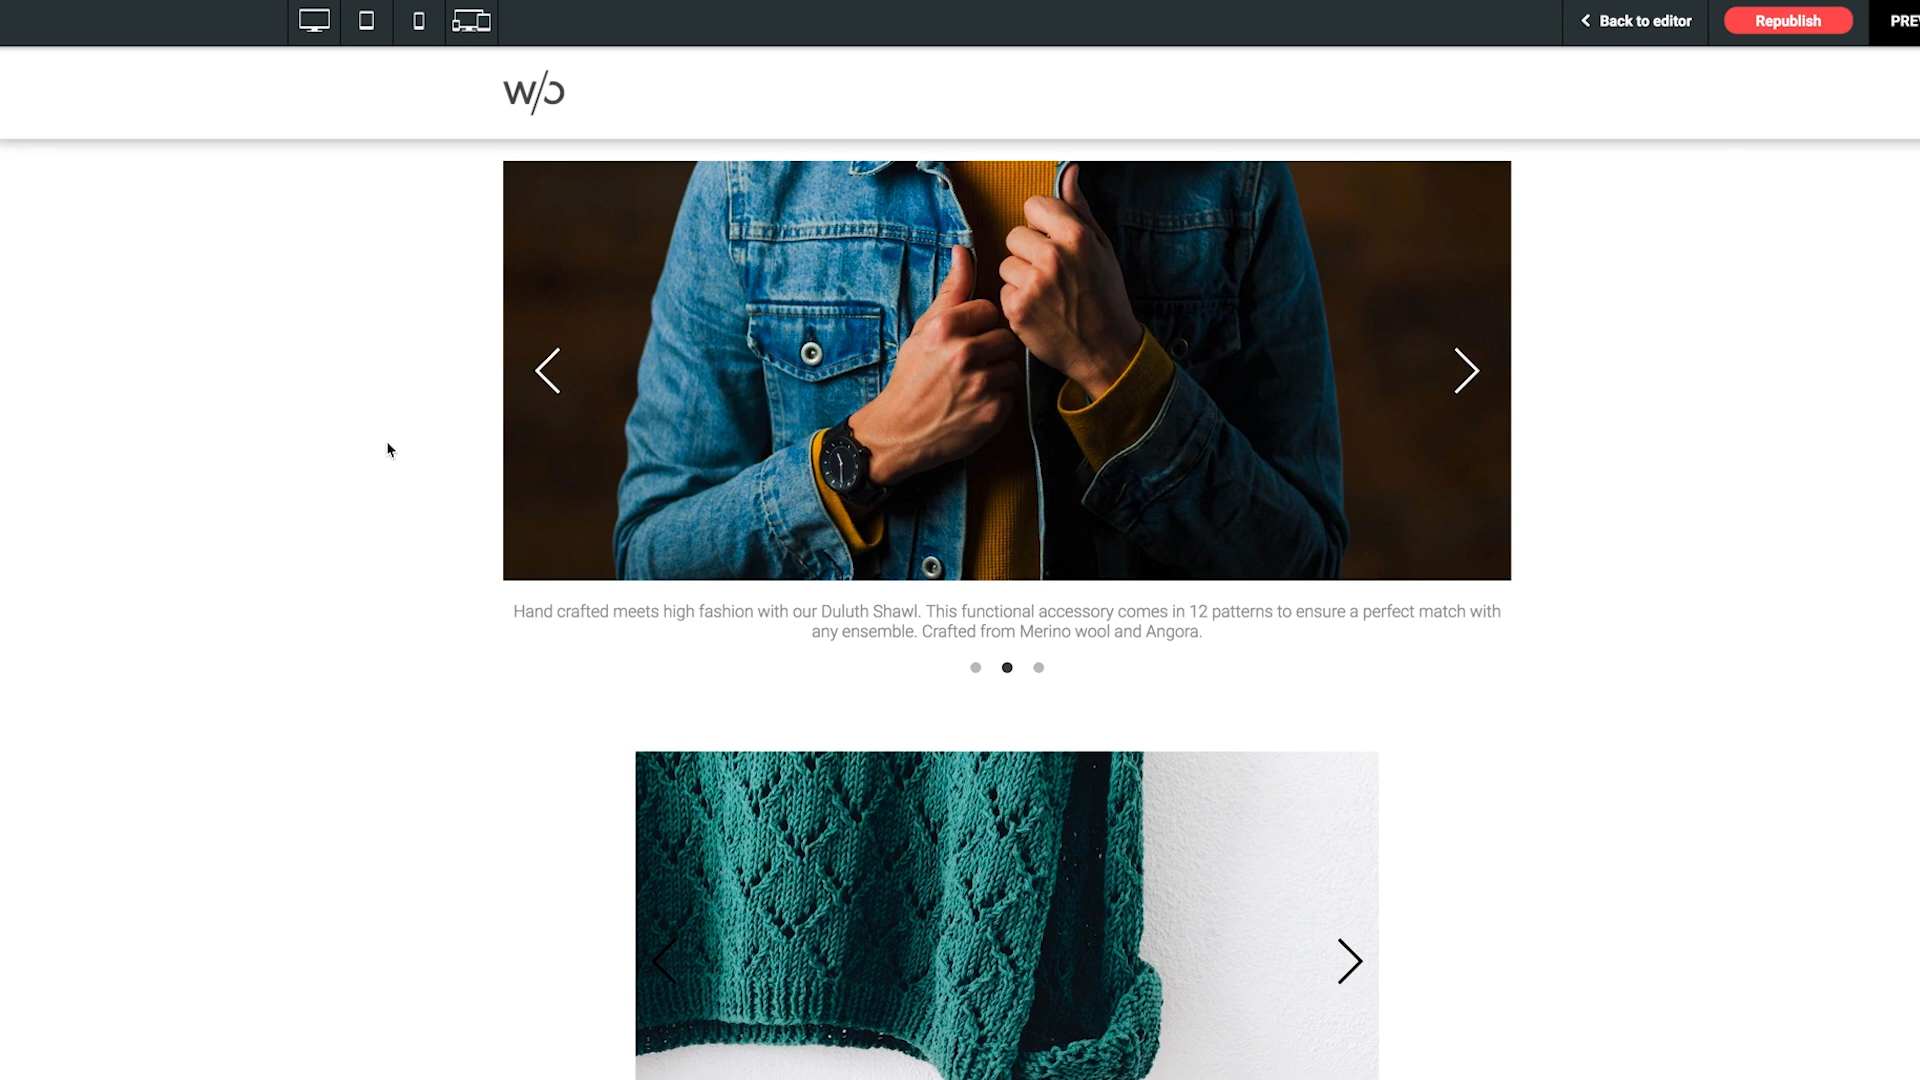 Back to editor
Republish
PRE
w/c
Hand crafted meets high fashion with our Duluth Shawl. This functional accessory comes in 12 patterns to ensure a perfect match with
any ensemble. Crafted from Merino wool and Angora.